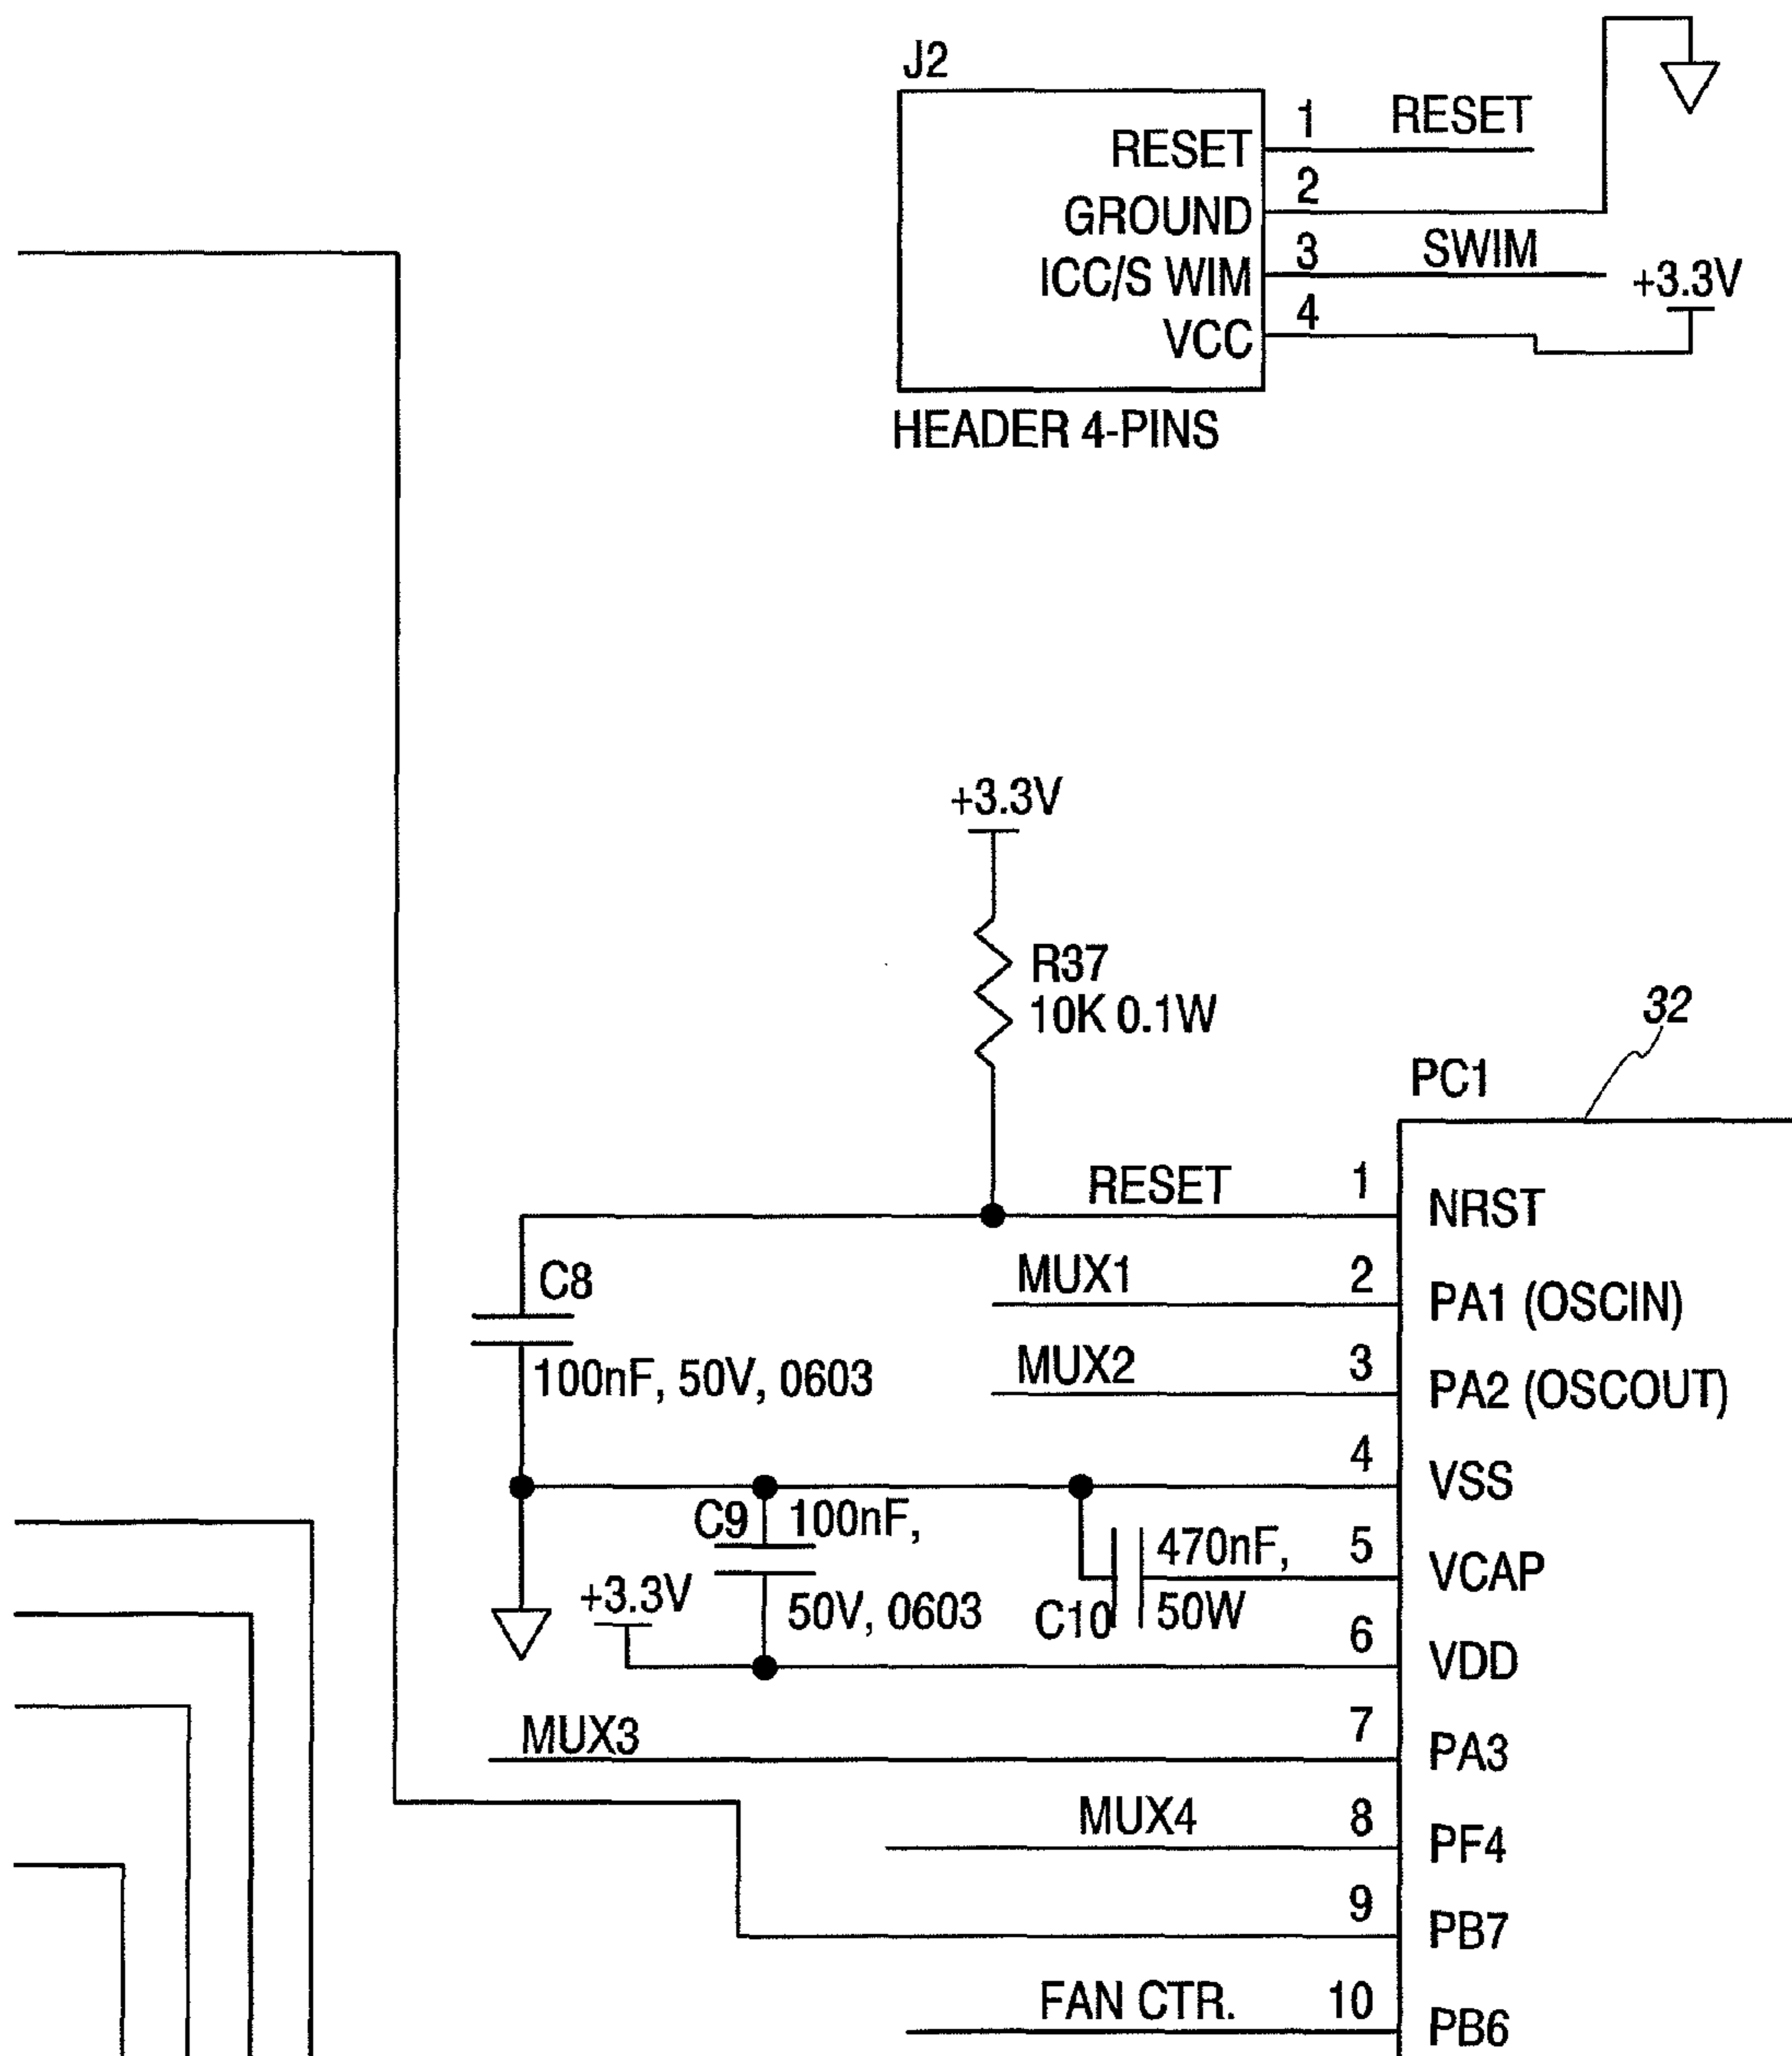 J2
RESET
GROUND
ICC/S WIM
VCC
1
RESET
2
3
SWIM
4
+3.3V
HEADER 4-PINS
+3.3V
R37
10K 0.1W
32
PC1
RESET
1
NRST
C8
100nF, 50V, 0603
MUX1
2
PA1 (OSCIN)
MUX2
3
PA2 (OSCOUT)
4
VSS
C9
100nF,
50V, 0603
+3.3V
C10
470nF,
50W
5
VCAP
6
VDD
MUX3
7
PA3
MUX4
8
PF4
9
PB7
FAN CTR.
10
PB6